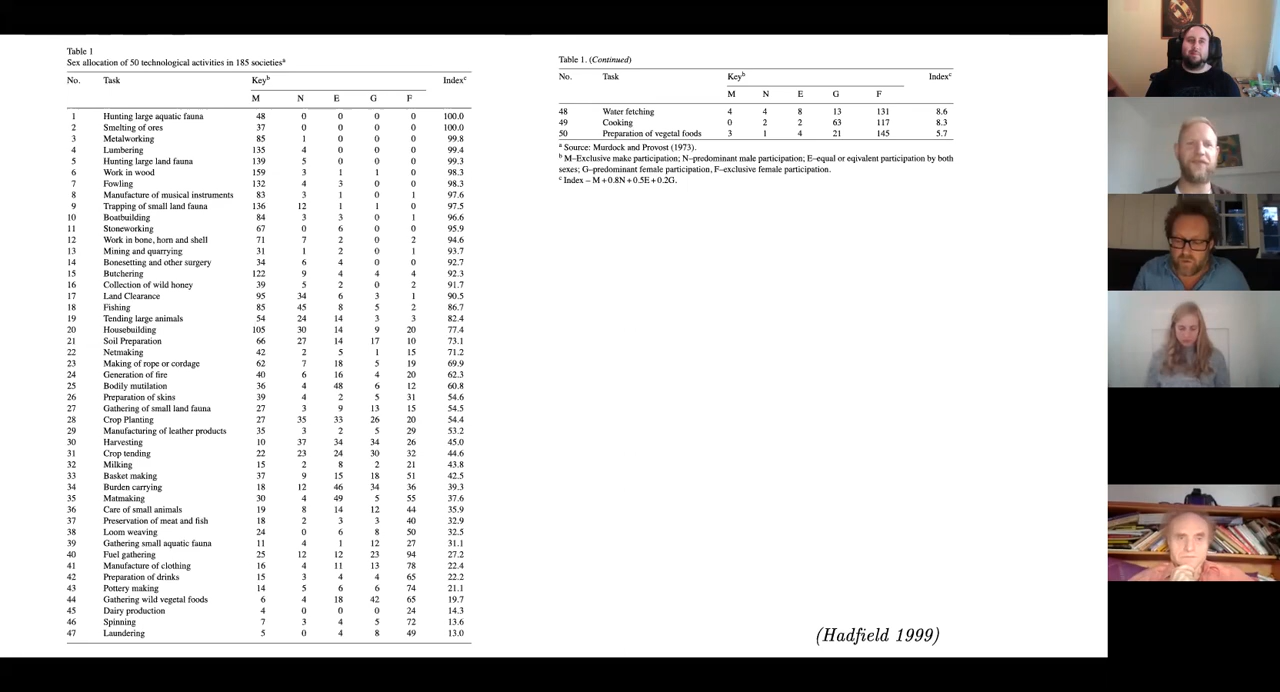 Table 1
Sex allocation of 50 technological activities in 185 societiesa
No. Task Keyb Indexc
M N E G F
1 Hunting large aquatic fauna 48 0 0 0 0 100.0
2 Smelting of ores 37 0 0 0 0 100.0
3 Metalworking 85 1 0 0 0 99.8
4 Lumbering 135 4 0 0 0 99.4
5 Hunting large land fauna 139 5 0 0 0 99.3
6 Work in wood 159 3 1 1 0 98.3
7 Fowling 132 4 3 0 0 98.3
8 Manufacture of musical instruments 83 3 1 0 1 97.6
9 Trapping of small land fauna 136 12 1 1 0 97.5
10 Boatbuilding 84 3 3 0 1 96.6
11 Stoneworking 67 0 6 0 0 95.9
12 Work in bone, horn and shell 71 7 2 0 2 94.6
13 Mining and quarrying 31 1 2 0 1 93.7
14 Bonesetting and other surgery 34 6 4 0 0 92.7
15 Butchering 122 9 4 4 4 92.3
16 Collection of wild honey 39 5 2 0 2 91.7
17 Land Clearance 95 34 6 3 1 90.5
18 Fishing 85 45 8 5 2 86.7
19 Tending large animals 54 24 14 3 3 82.4
20 Housebuilding 105 30 14 9 20 77.4
21 Soil Preparation 66 27 14 17 10 73.1
22 Netmaking 42 2 5 1 15 71.2
23 Making of rope or cordage 62 7 18 5 19 69.9
24 Generation of fire 40 6 16 4 20 62.3
25 Bodily mutilation 36 4 48 6 12 60.8
26 Preparation of skins 39 4 2 5 31 54.6
27 Gathering of small land fauna 27 3 9 13 15 54.5
28 Crop Planting 27 35 33 26 20 54.4
29 Manufacturing of leather products 35 3 2 5 29 53.2
30 Harvesting 10 37 34 34 26 45.0
31 Crop tending 22 23 24 30 32 44.6
32 Milking 15 2 8 2 21 43.8
33 Basket making 37 9 15 18 51 42.5
34 Burden carrying 18 12 46 34 36 39.3
35 Matmaking 30 4 49 5 55 37.6
36 Care of small animals 19 8 14 12 44 35.9
37 Preservation of meat and fish 18 2 3 3 40 32.9
38 Loom weaving 24 0 6 8 50 32.5
39 Gathering small aquatic fauna 11 4 1 12 27 31.1
40 Fuel gathering 25 12 12 23 94 27.2
41 Manufacture of clothing 16 4 11 13 78 22.4
42 Preparation of drinks 15 3 4 4 65 22.2
43 Pottery making 14 5 6 6 74 21.1
44 Gathering wild vegetal foods 6 4 18 42 65 19.7
45 Dairy production 4 0 0 0 24 14.3
46 Spinning 7 3 4 5 72 13.6
47 Laundering 5 0 4 8 49 13.0
Table 1. (Continued)
No. Task Keyb Indexc
M N E G F
48 Water fetching 4 4 8 13 131 8.6
49 Cooking 0 2 2 63 117 8.3
50 Preparation of vegetal foods 3 1 4 21 145 5.7
a Source: Murdock and Provost (1973).
b M–Exclusive make participation; N–predominant male participation; E–equal or eqivalent participation by both
sexes; G–predominant female participation, F–exclusive female participation.
c Index – M + 0.8N + 0.5E + 0.2G.
(Hadfield 1999)